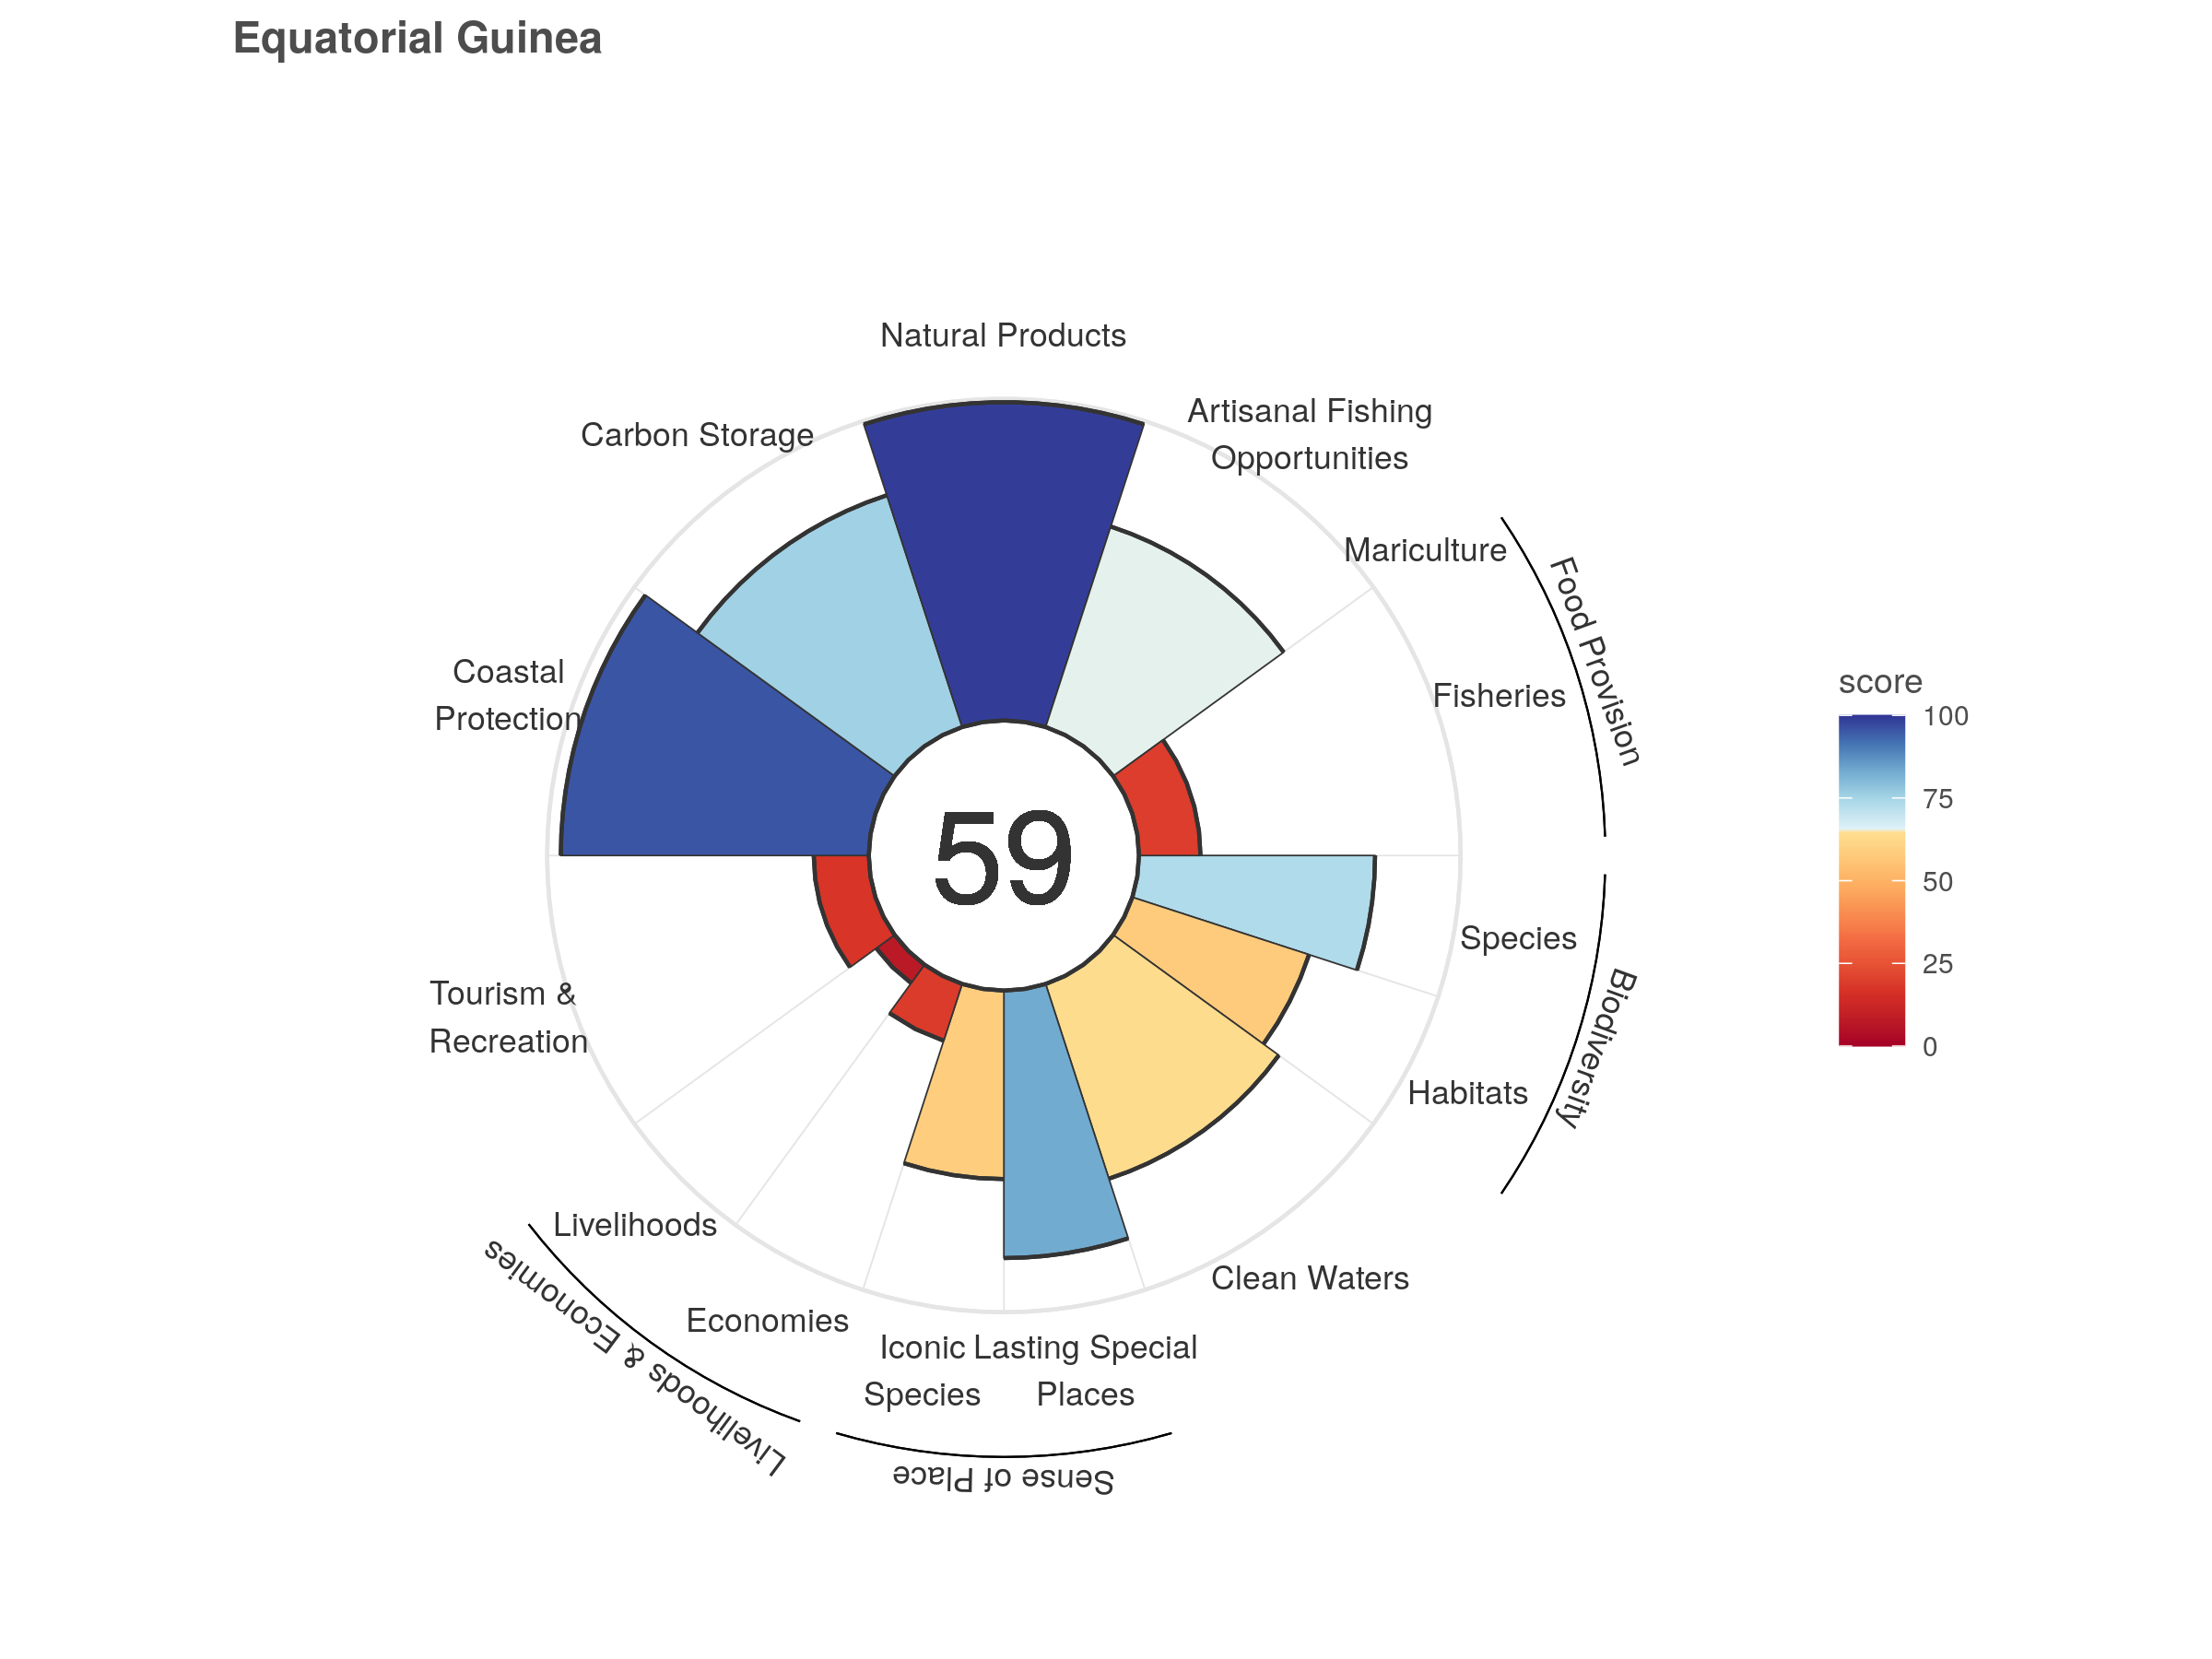 Equatorial Guinea
Natural Products
Artisanal Fishing
Opportunities
Carbon Storage
Mariculture
Food Provision
Fisheries
Coastal
Protection
score
100
75
50
25
0
59
Species
Biodiversity
Habitats
Tourism &
Recreation
Livelihoods
Livelihoods & Economies
Economies
Clean Waters
Iconic
Species
Lasting Special
Places
Sense of Place